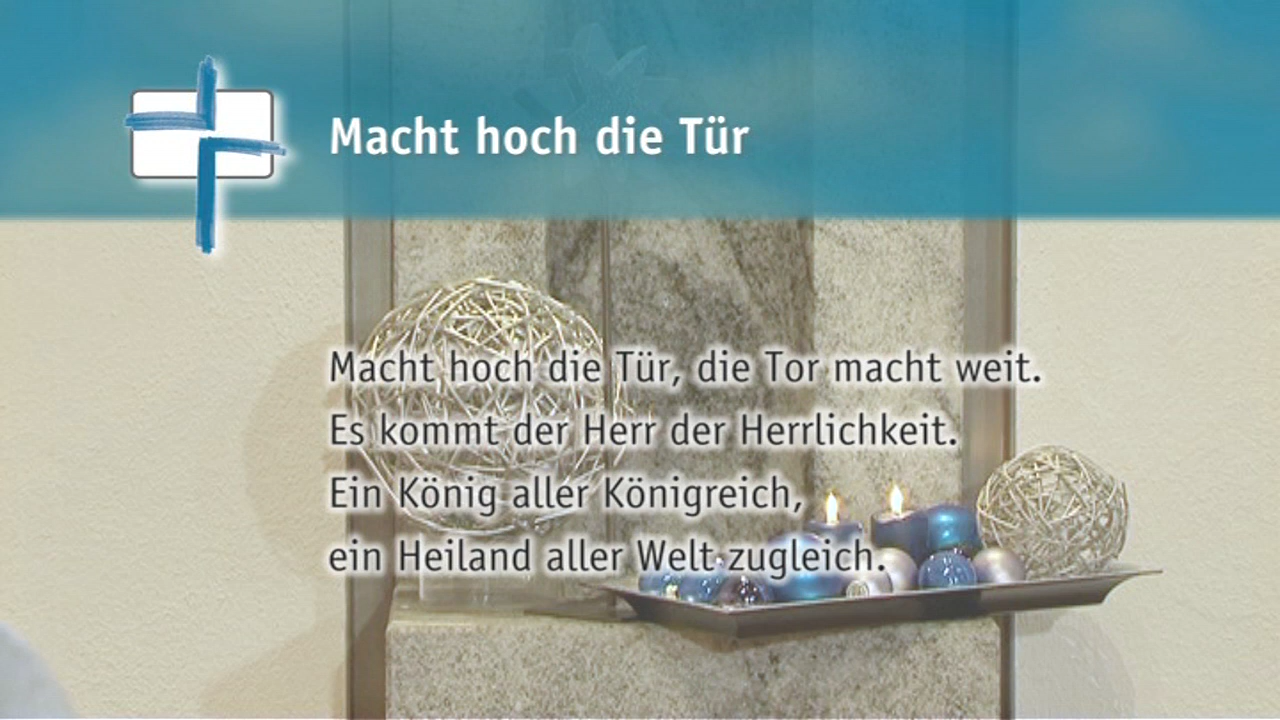 Macht hoch die Tür
Macht hoch die Tür, die Tor macht weit.
Es kommt der Herr der Herrlichkeit.
Ein König aller Königreich,
ein Heiland aller Welt zugleich.